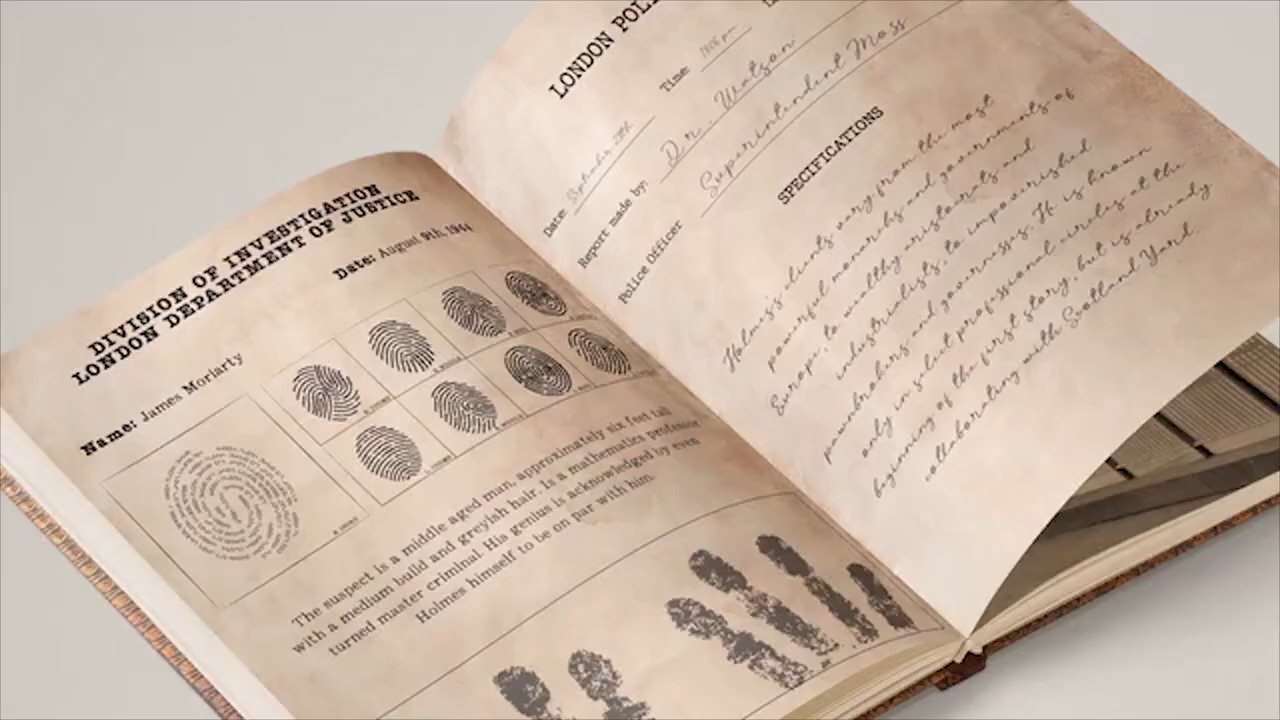 DIVISION OF INVESTIGATION
LONDON DEPARTMENT OF JUSTICE
Date: August 9th, 1944
Name: James Moriarty
The suspect is a middle aged man, approximately six feet tall
with a medium build and greyish hair. Is a mathematics professor
turned master criminal. His genius is acknowledged by even
Holmes himself to be on par with him.
LONDON POLI
Date: September
Time:
Report made by: Dr. Watson
Police Officer Superintendent Moss
SPECIFICATIONS
Holmes's clients vary from the most
powerful monarchs and governments of
Europe, to wealthy aristocrats and
industrialists, to impoverished
pawnbrokers and governesses. He is known
only in select professional circles at the
beginning of the first story, but is already
collaborating with Scotland Yard.